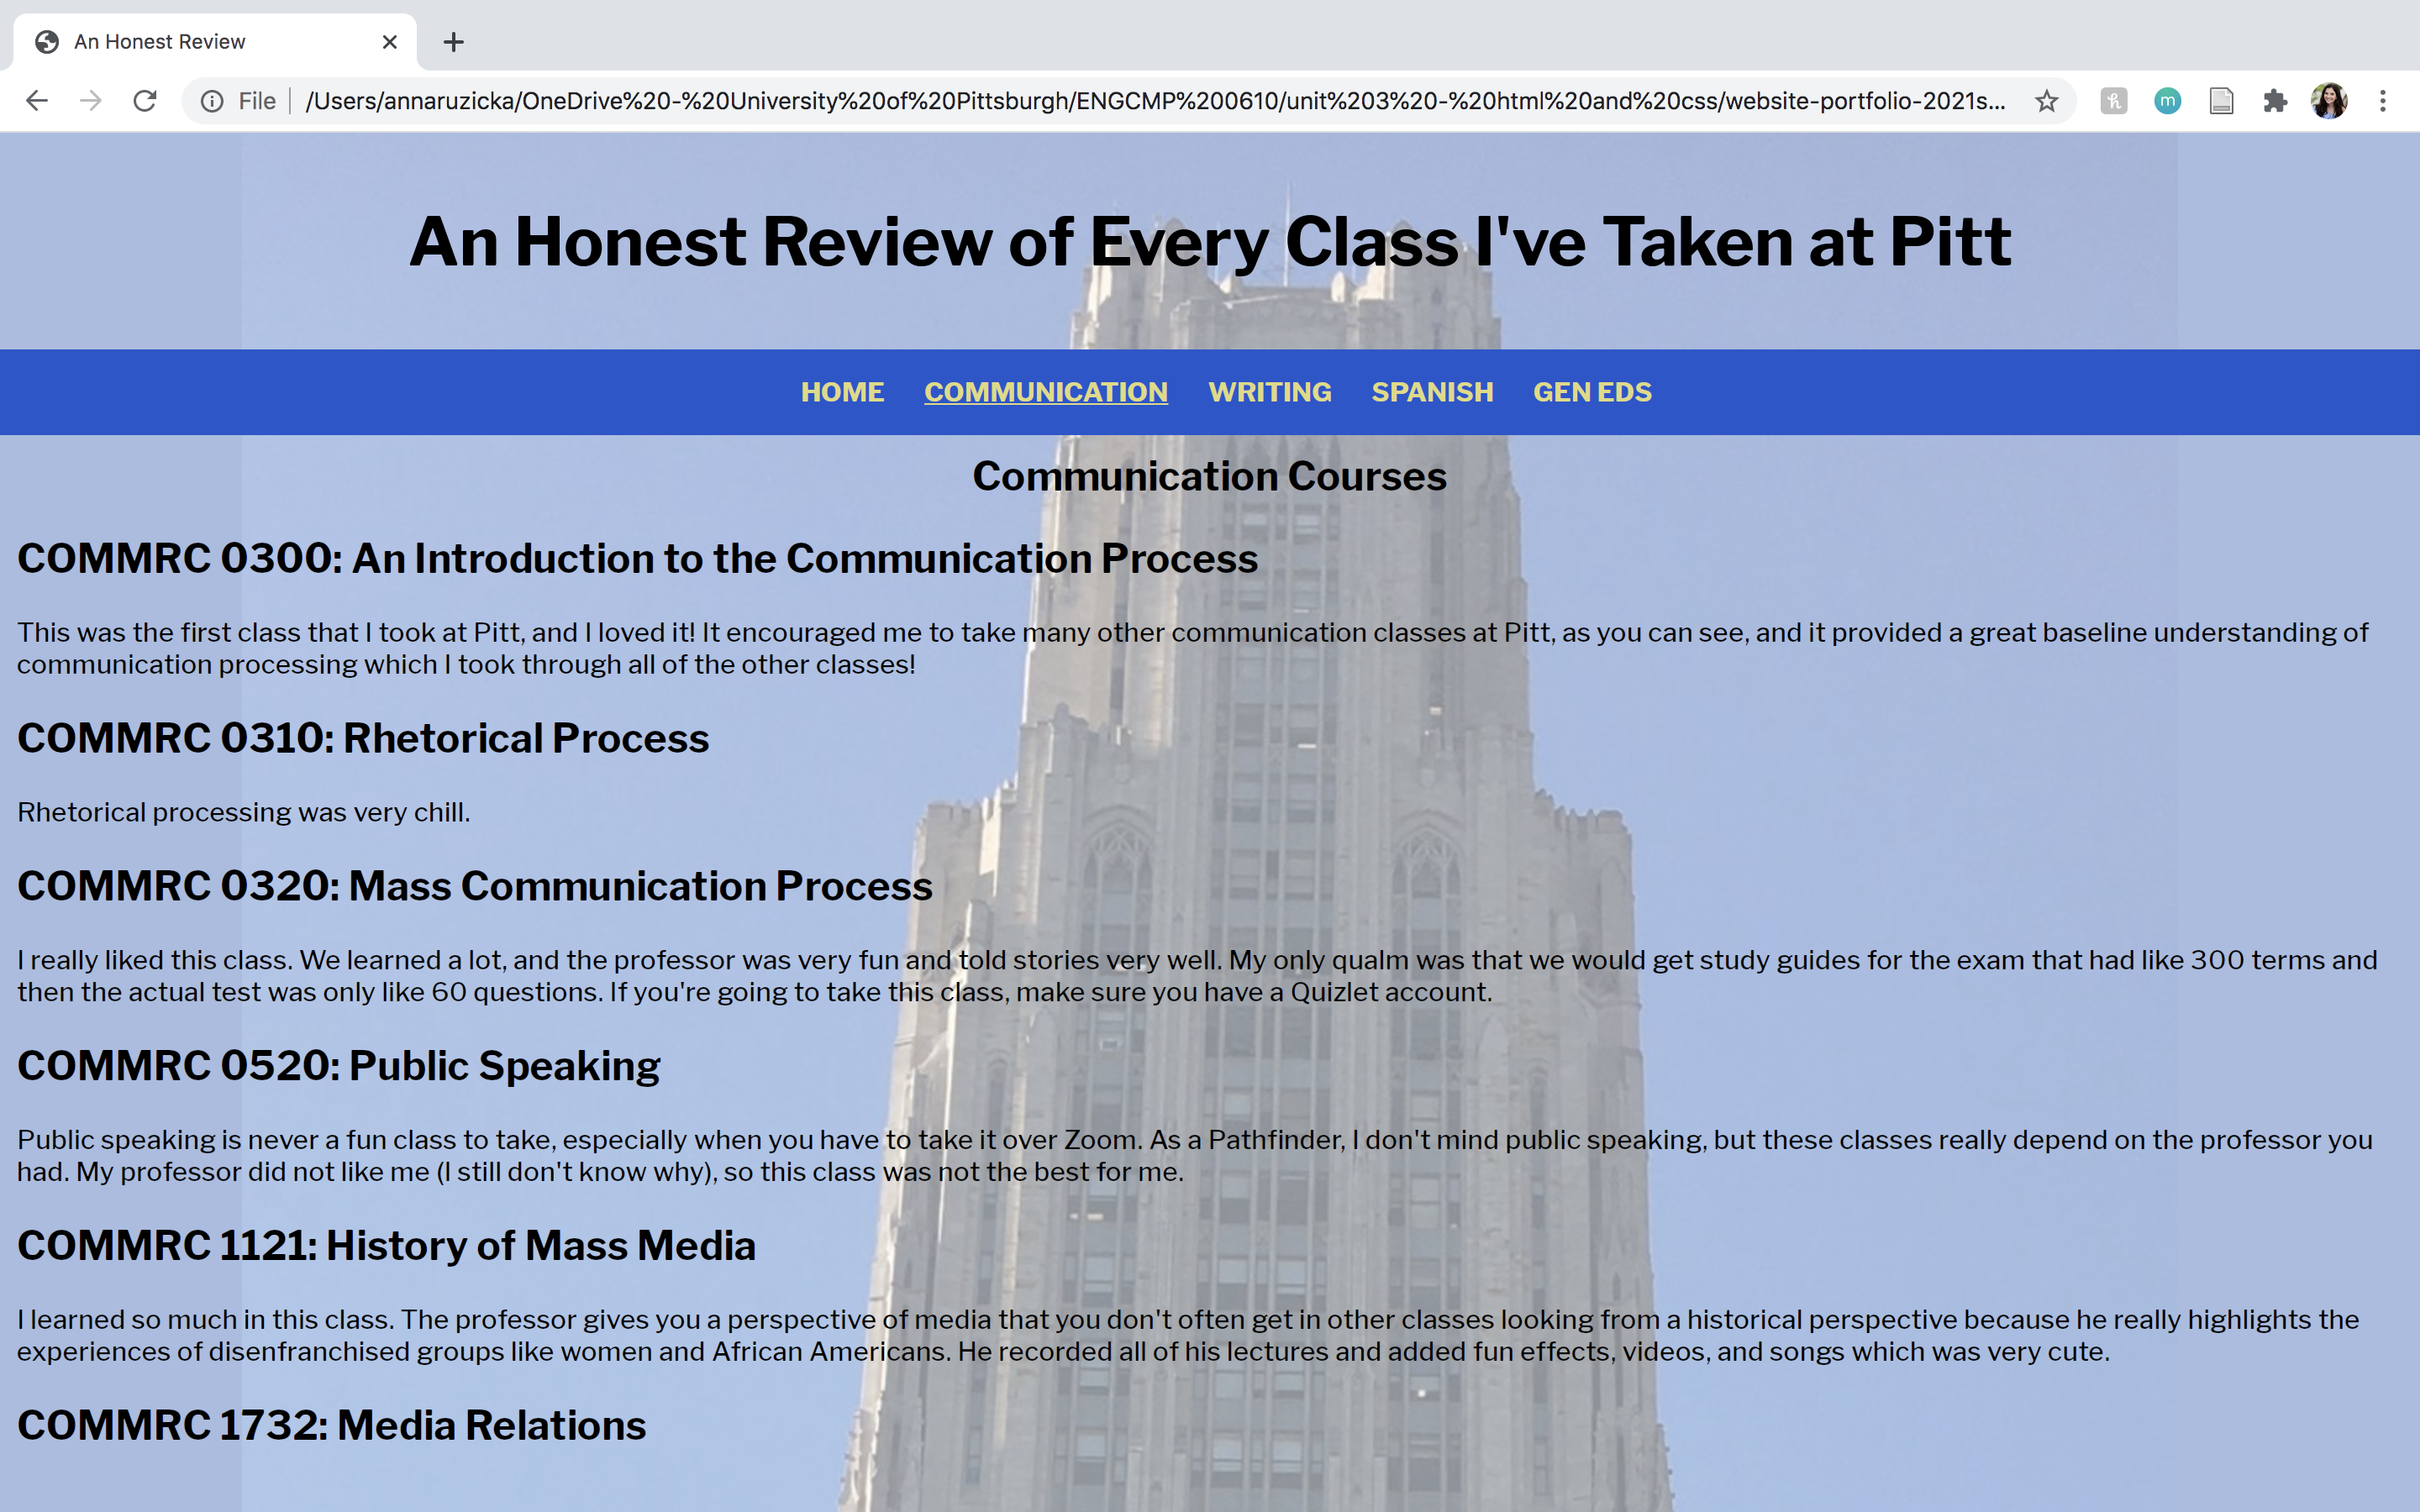 An Honest Review
File
/Users/annaruzicka/OneDrive%20-%20University%20of%20Pittsburgh/ENGCMP%200610/unit%203%20-%20html%20and%20css/website-portfolio-2021s...
m
An Honest Review of Every Class I've Taken at Pitt
HOME COMMUNICATION WRITING SPANISH GEN EDS
Communication Courses
COMMRC 0300: An Introduction to the Communication Process
This was the first class that I took at Pitt, and I loved it! It encouraged me to take many other communication classes at Pitt, as you can see, and it provided a great baseline understanding of
communication processing which I took through all of the other classes!
COMMRC 0310: Rhetorical Process
Rhetorical processing was very chill.
COMMRC 0320: Mass Communication Process
I really liked this class. We learned a lot, and the professor was very fun and told stories very well. My only qualm was that we would get study guides for the exam that had like 300 terms and
then the actual test was only like 60 questions. If you're going to take this class, make sure you have a Quizlet account.
COMMRC 0520: Public Speaking
Public speaking is never a fun class to take, especially when you have to take it over Zoom. As a Pathfinder, I don't mind public speaking, but these classes really depend on the professor you
had. My professor did not like me (I still don't know why), so this class was not the best for me.
COMMRC 1121: History of Mass Media
I learned so much in this class. The professor gives you a perspective of media that you don't often get in other classes looking from a historical perspective because he really highlights the
experiences of disenfranchised groups like women and African Americans. He recorded all of his lectures and added fun effects, videos, and songs which was very cute.
COMMRC 1732: Media Relations